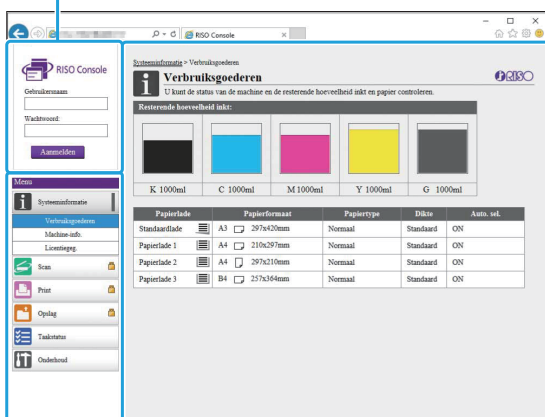 RISO Console
RISO Console
Gebruikersnaam:
Wachtwoord:
Aanmelden
Menu
Systeeminformatie
Verbruiksgoederen
Machine-info.
Licentiegeg.
Scan
Print
Opslag
Taakstatus
Onderhoud
Systeeminformatie > Verbruiksgoederen
Verbruiksgoederen
RISO
U kunt de status van de machine en de resterende hoeveelheid inkt en papier controleren.
Resterende hoeveelheid inkt:
K 1000ml C 1000ml M 1000ml Y 1000ml G 1000ml
Papierlade Papierformaat Papiertype Dikte Auto. sel.
Standaardlade A3 297x420mm Normaal Standaard ON
Papierlade 1 A4 210x297mm Normaal Standaard ON
Papierlade 2 A4 297x210mm Normaal Standaard ON
Papierlade 3 B4 257x364mm Normaal Standaard ON